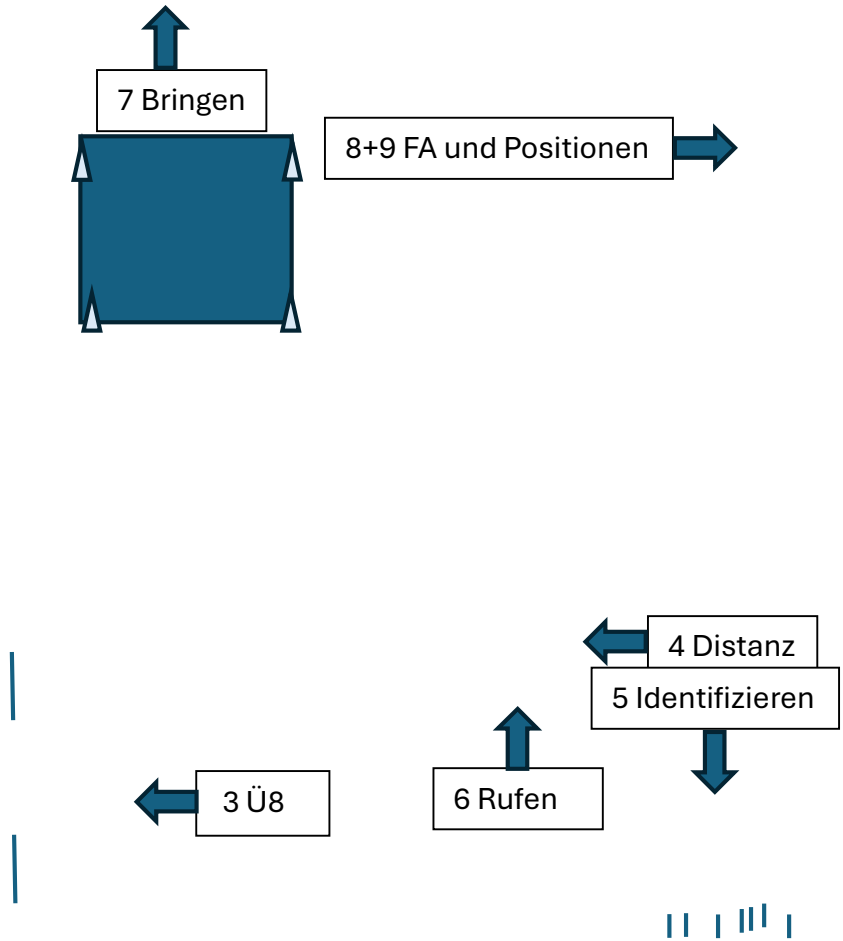 7 Bringen
8+9 FA und Positionen
4 Distanz
5 Identifizieren
3 Ü8
6 Rufen